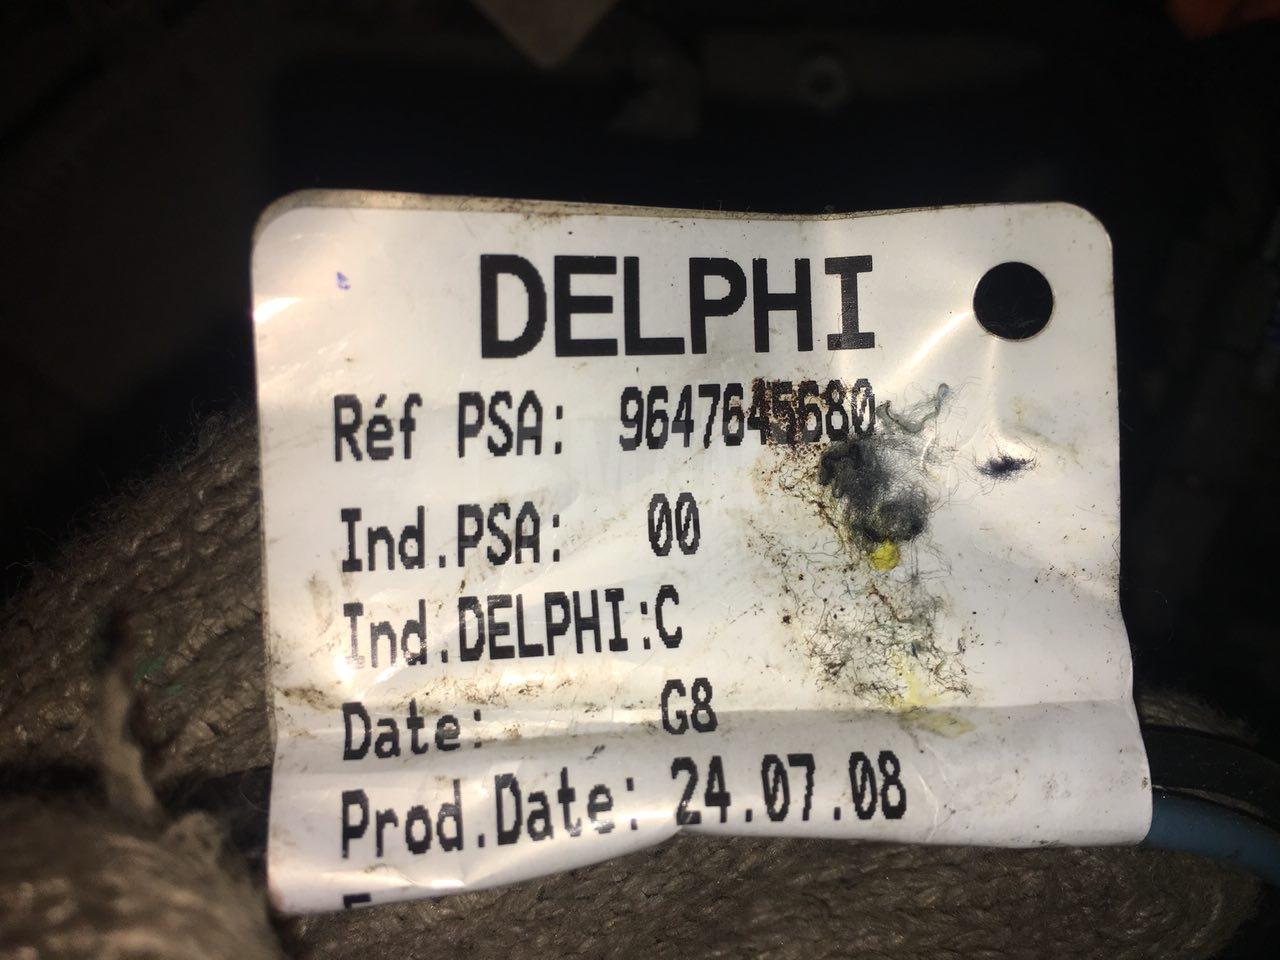 DELPHI
Réf PSA: 9647645680
Ind.PSA: 00
Ind.DELPHI:C
Date: G8
Prod.Date: 24.07.08